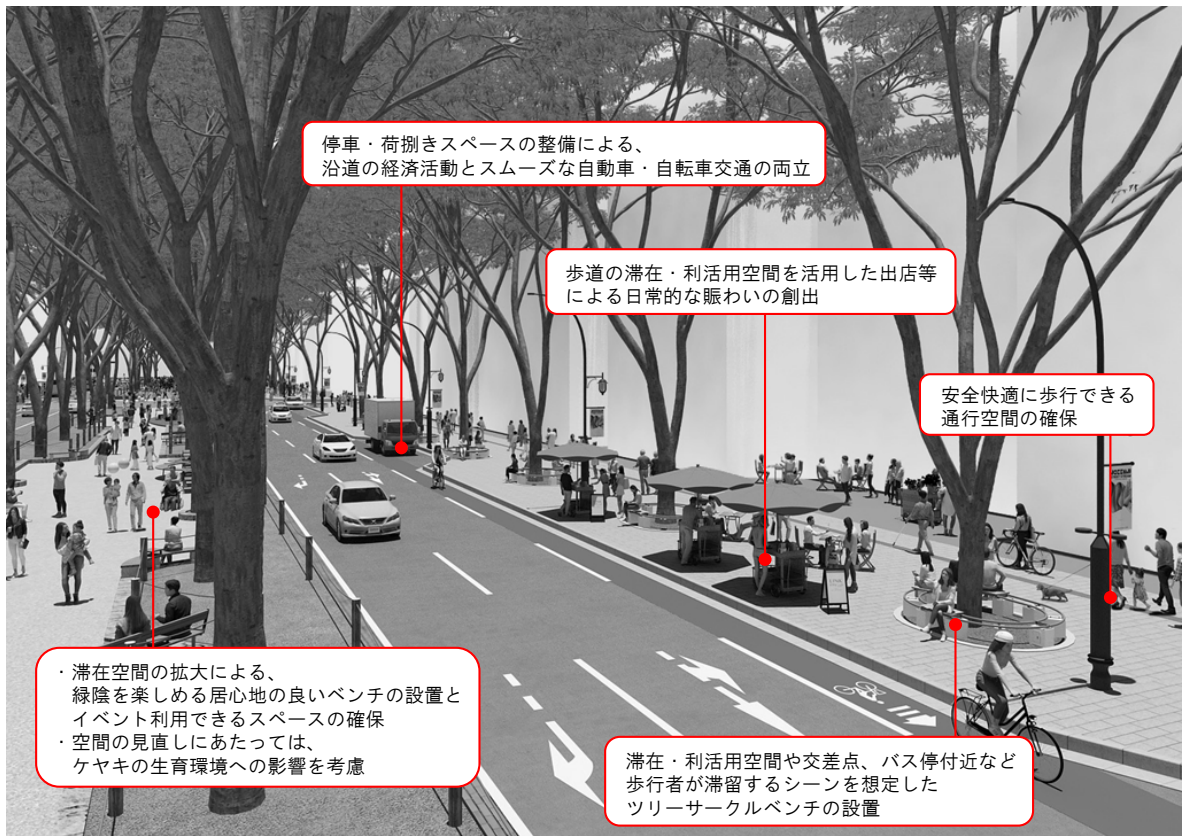 停車・荷捌きスペースの整備による、
沿道の経済活動とスムーズな自動車・自転車交通の両立
歩道の滞在・利活用空間を活用した出店等
による日常的な賑わいの創出
安全快適に歩行できる
通行空間の確保
・滞在空間の拡大による、
緑陰を楽しめる居心地の良いベンチの設置と
イベント利用できるスペースの確保
・空間の見直しにあたっては、
ケヤキの生育環境への影響を考慮
滞在・利活用空間や交差点、バス停付近など
歩行者が滞留するシーンを想定した
ツリーサークルベンチの設置